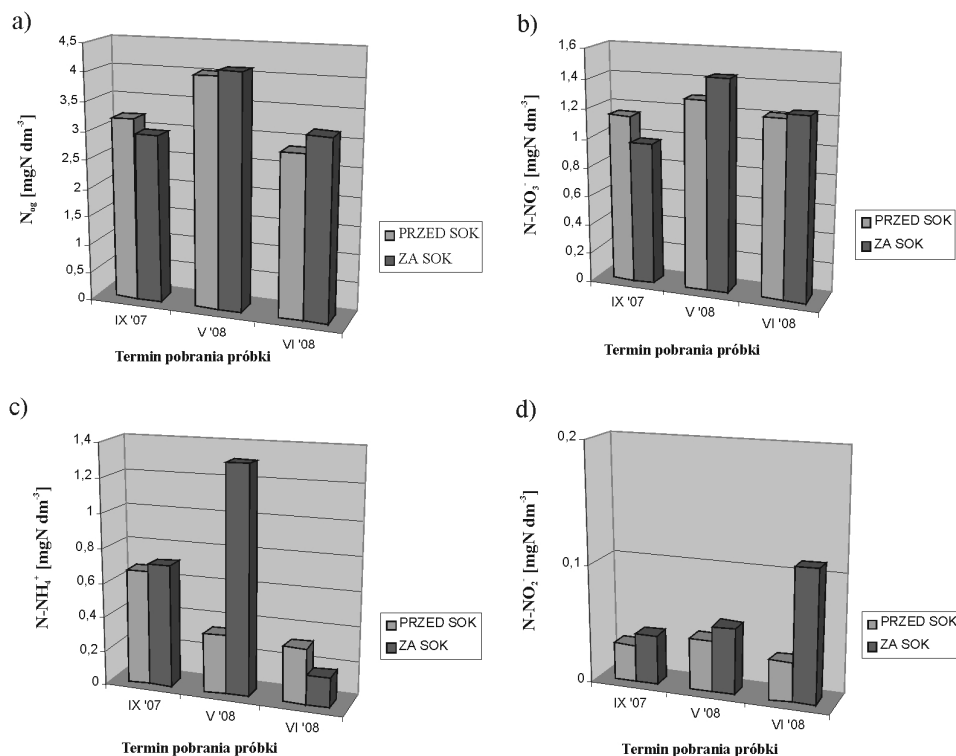 a)
N_og [mgN dm⁻³]
4,5
4
3,5
3
2,5
2
1,5
1
0,5
0
IX '07
V '08
VI '08
Termin pobrania próbki
PRZED SOK
ZA SOK
b)
N-NO₃⁻ [mgN dm⁻³]
1,6
1,4
1,2
1
0,8
0,6
0,4
0,2
0
IX '07
V '08
VI '08
Termin pobrania próbki
PRZED SOK
ZA SOK
c)
N-NH₄⁺ [mgN dm⁻³]
1,4
1,2
1
0,8
0,6
0,4
0,2
0
IX '07
V '08
VI '08
Termin pobrania próbki
PRZED SOK
ZA SOK
d)
N-NO₂⁻ [mgN dm⁻³]
0,2
0,1
0
IX '07
V '08
VI '08
Termin pobrania próbki
PRZED SOK
ZA SOK